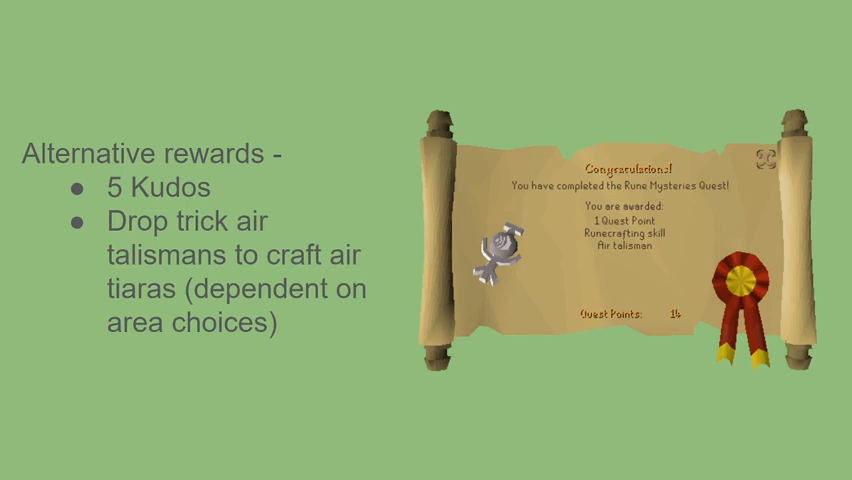 Alternative rewards -
● 5 Kudos
● Drop trick air
talismans to craft air
tiaras (dependent on
area choices)
Congratulations!
You have completed the Rune Mysteries Quest!
You are awarded:
1 Quest Point
Runecrafting skill
Air talisman
Quest Points: 14